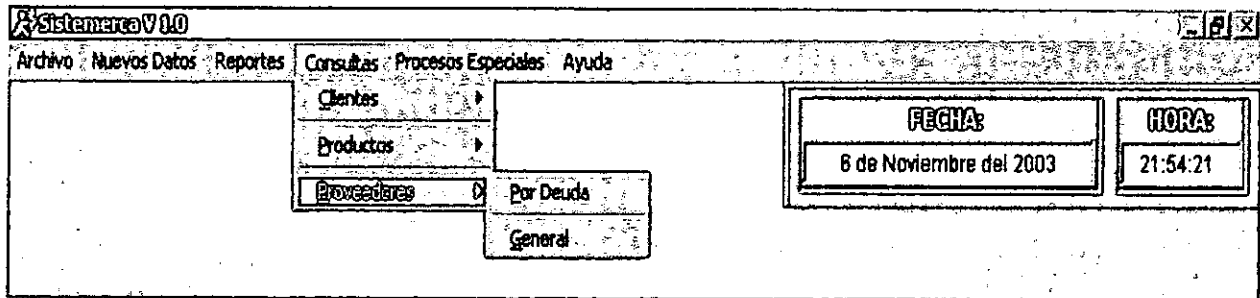 Sistemerca V 1.0
Archivo Nuevos Datos Reportes Consultas Procesos Especiales Ayuda
Clientes
Productos
Proveedores
Por Deuda
General
FECHA:
6 de Noviembre del 2003
HORA:
21:54:21